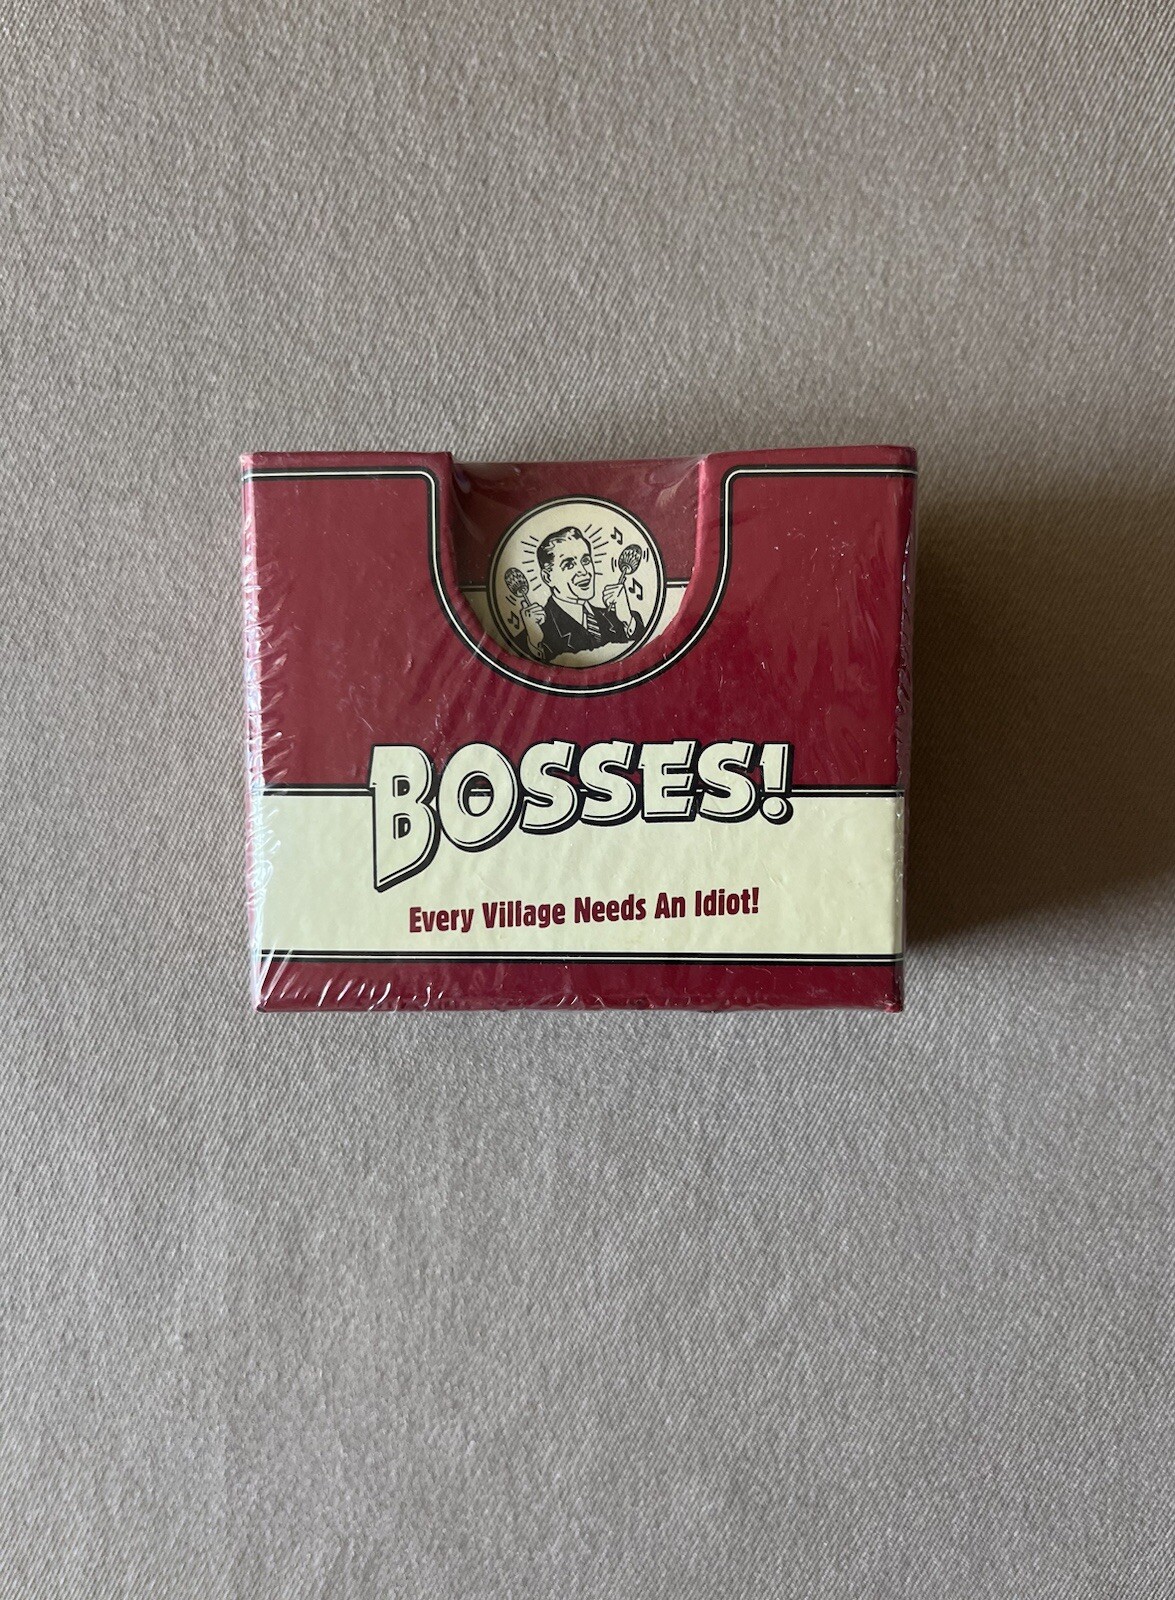 BOSSES!
Every Village Needs An Idiot!